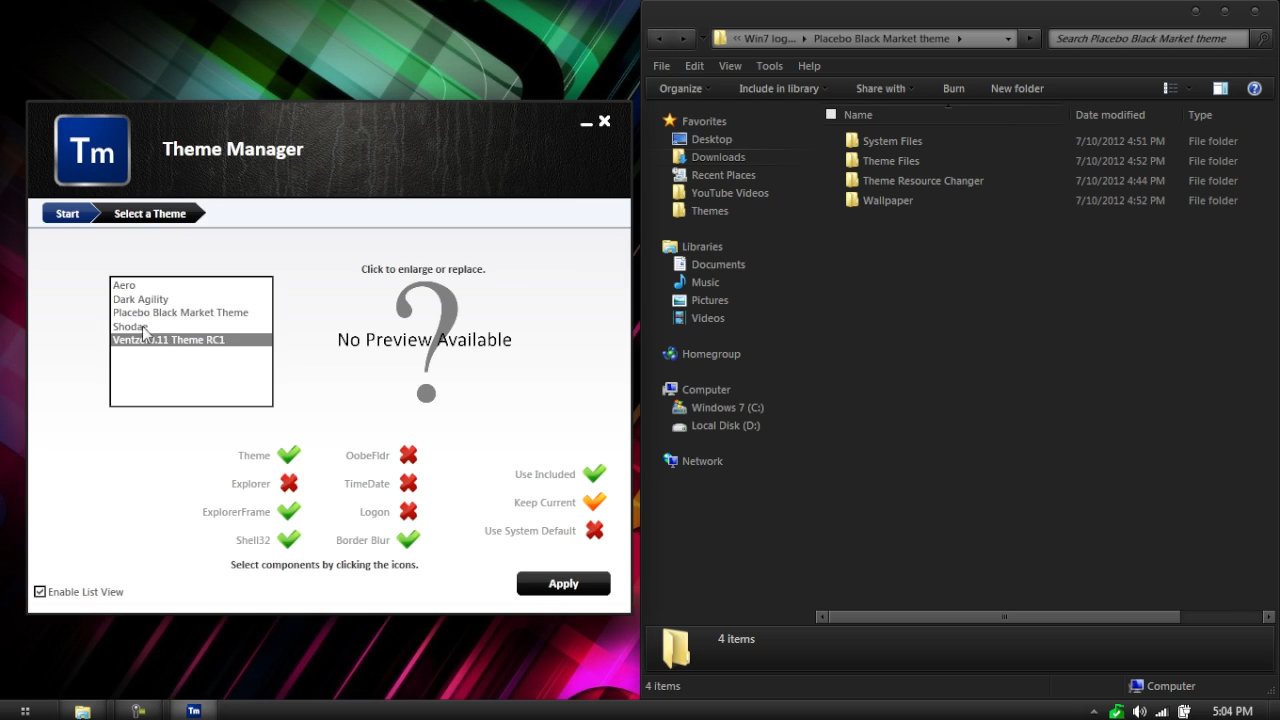 Tm
Theme Manager
Start
Select a Theme
Aero
Dark Agility
Placebo Black Market Theme
Shodan
.11 Theme RC1
Click to enlarge or replace.
?
No Preview Available
Theme
OobeFldr
Explorer
TimeDate
ExplorerFrame
Logon
Shell32
Border Blur
Use Included
Keep Current
Use System Default
Select components by clicking the icons.
Enable List View
Apply
« Win7 log... Placebo Black Market theme
Search Placebo Black Market theme
File Edit View Tools Help
Organize Include in library Share with Burn New folder
Favorites
Desktop
Downloads
Recent Places
YouTube Videos
Themes
Libraries
Documents
Music
Pictures
Videos
Homegroup
Computer
Windows 7 (C:)
Local Disk (D:)
Network
Name Date modified Type
System Files 7/10/2012 4:51 PM File folder
Theme Files 7/10/2012 4:52 PM File folder
Theme Resource Changer 7/10/2012 4:44 PM File folder
Wallpaper 7/10/2012 4:52 PM File folder
4 items
4 items
Computer
Tm
5:04 PM